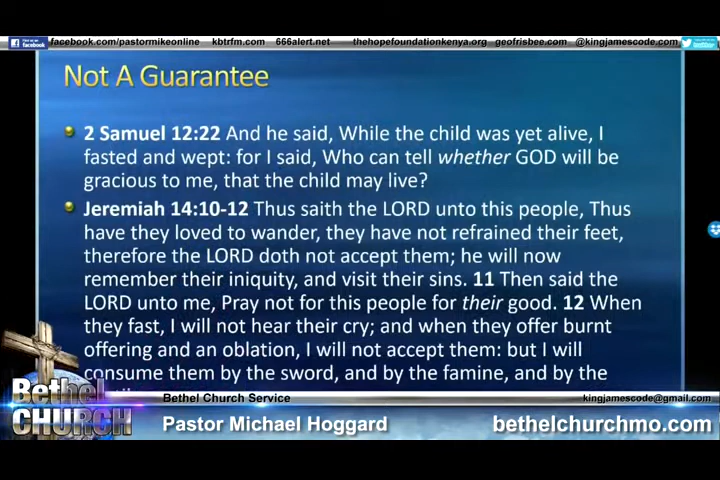 facebook.com/pastormikeonline kbtrfm.com 666alert.net thehopefoundationkenya.org geofrisbee.com @kingjamescode.com
Not A Guarantee
2 Samuel 12:22 And he said, While the child was yet alive, I
fasted and wept: for I said, Who can tell whether GOD will be
gracious to me, that the child may live?
Jeremiah 14:10-12 Thus saith the LORD unto this people, Thus
have they loved to wander, they have not refrained their feet,
therefore the LORD doth not accept them; he will now
remember their iniquity, and visit their sins. 11 Then said the
LORD unto me, Pray not for this people for their good. 12 When
they fast, I will not hear their cry; and when they offer burnt
offering and an oblation, I will not accept them: but I will
consume them by the sword, and by the famine, and by the
Bethel
CHURCH
Bethel Church Service
kingjamescode@gmail.com
Pastor Michael Hoggard
bethelchurchmo.com